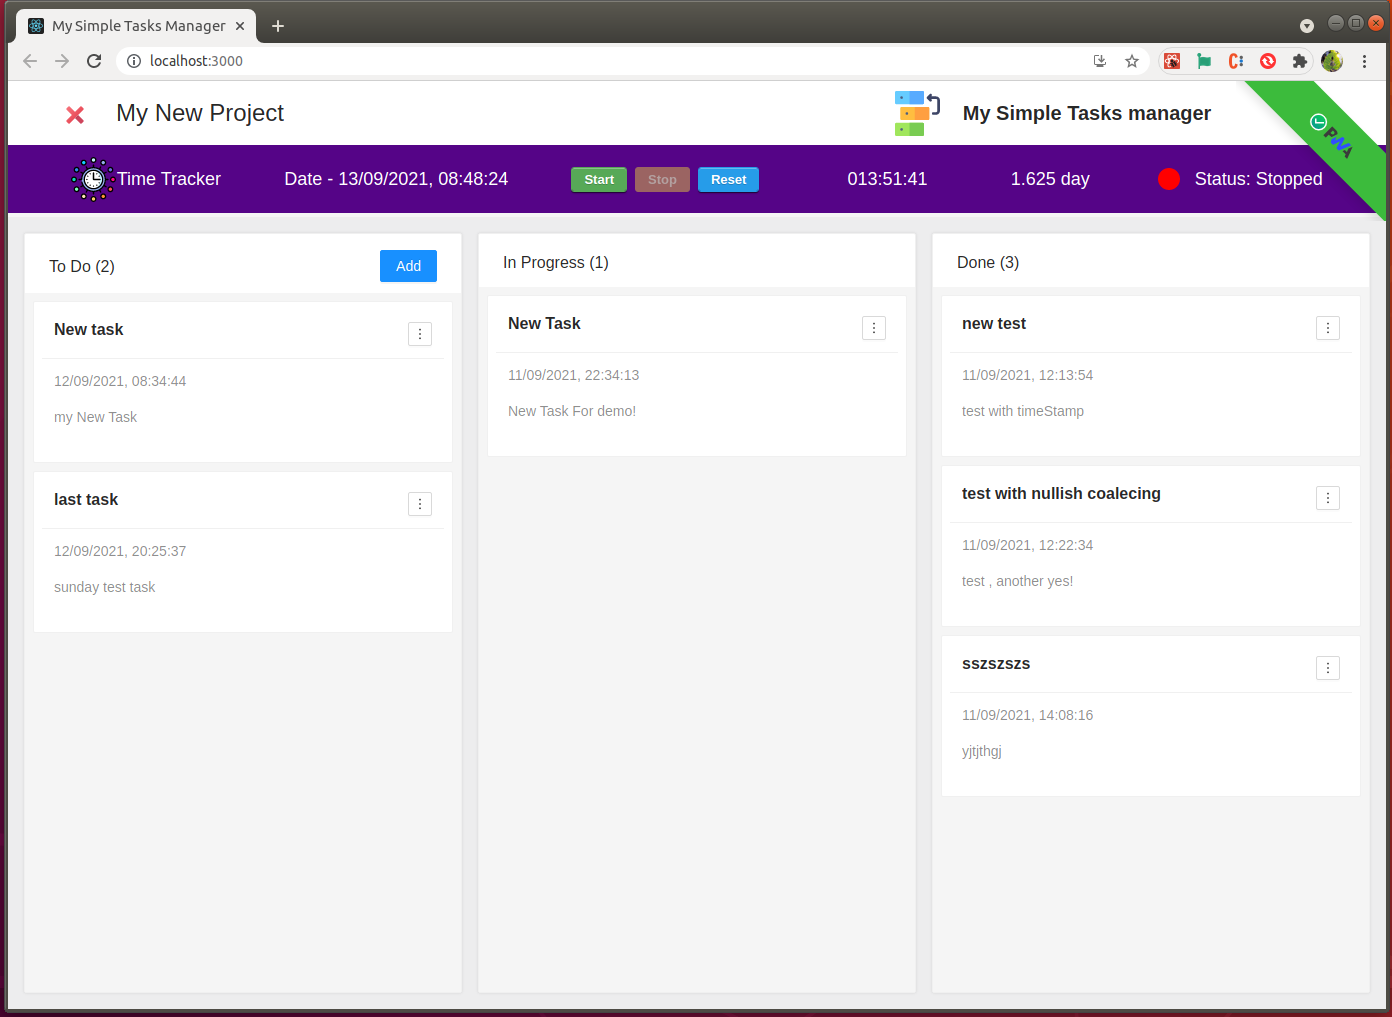 My Simple Tasks Manager
localhost:3000
My New Project
My Simple Tasks manager
PWA
Time Tracker
Date - 13/09/2021, 08:48:24
Start
Stop
Reset
013:51:41
1.625 day
Status: Stopped
To Do (2)
Add
New task
12/09/2021, 08:34:44
my New Task
last task
12/09/2021, 20:25:37
sunday test task
In Progress (1)
New Task
11/09/2021, 22:34:13
New Task For demo!
Done (3)
new test
11/09/2021, 12:13:54
test with timeStamp
test with nullish coalecing
11/09/2021, 12:22:34
test , another yes!
sszszszs
11/09/2021, 14:08:16
yjtjthgj